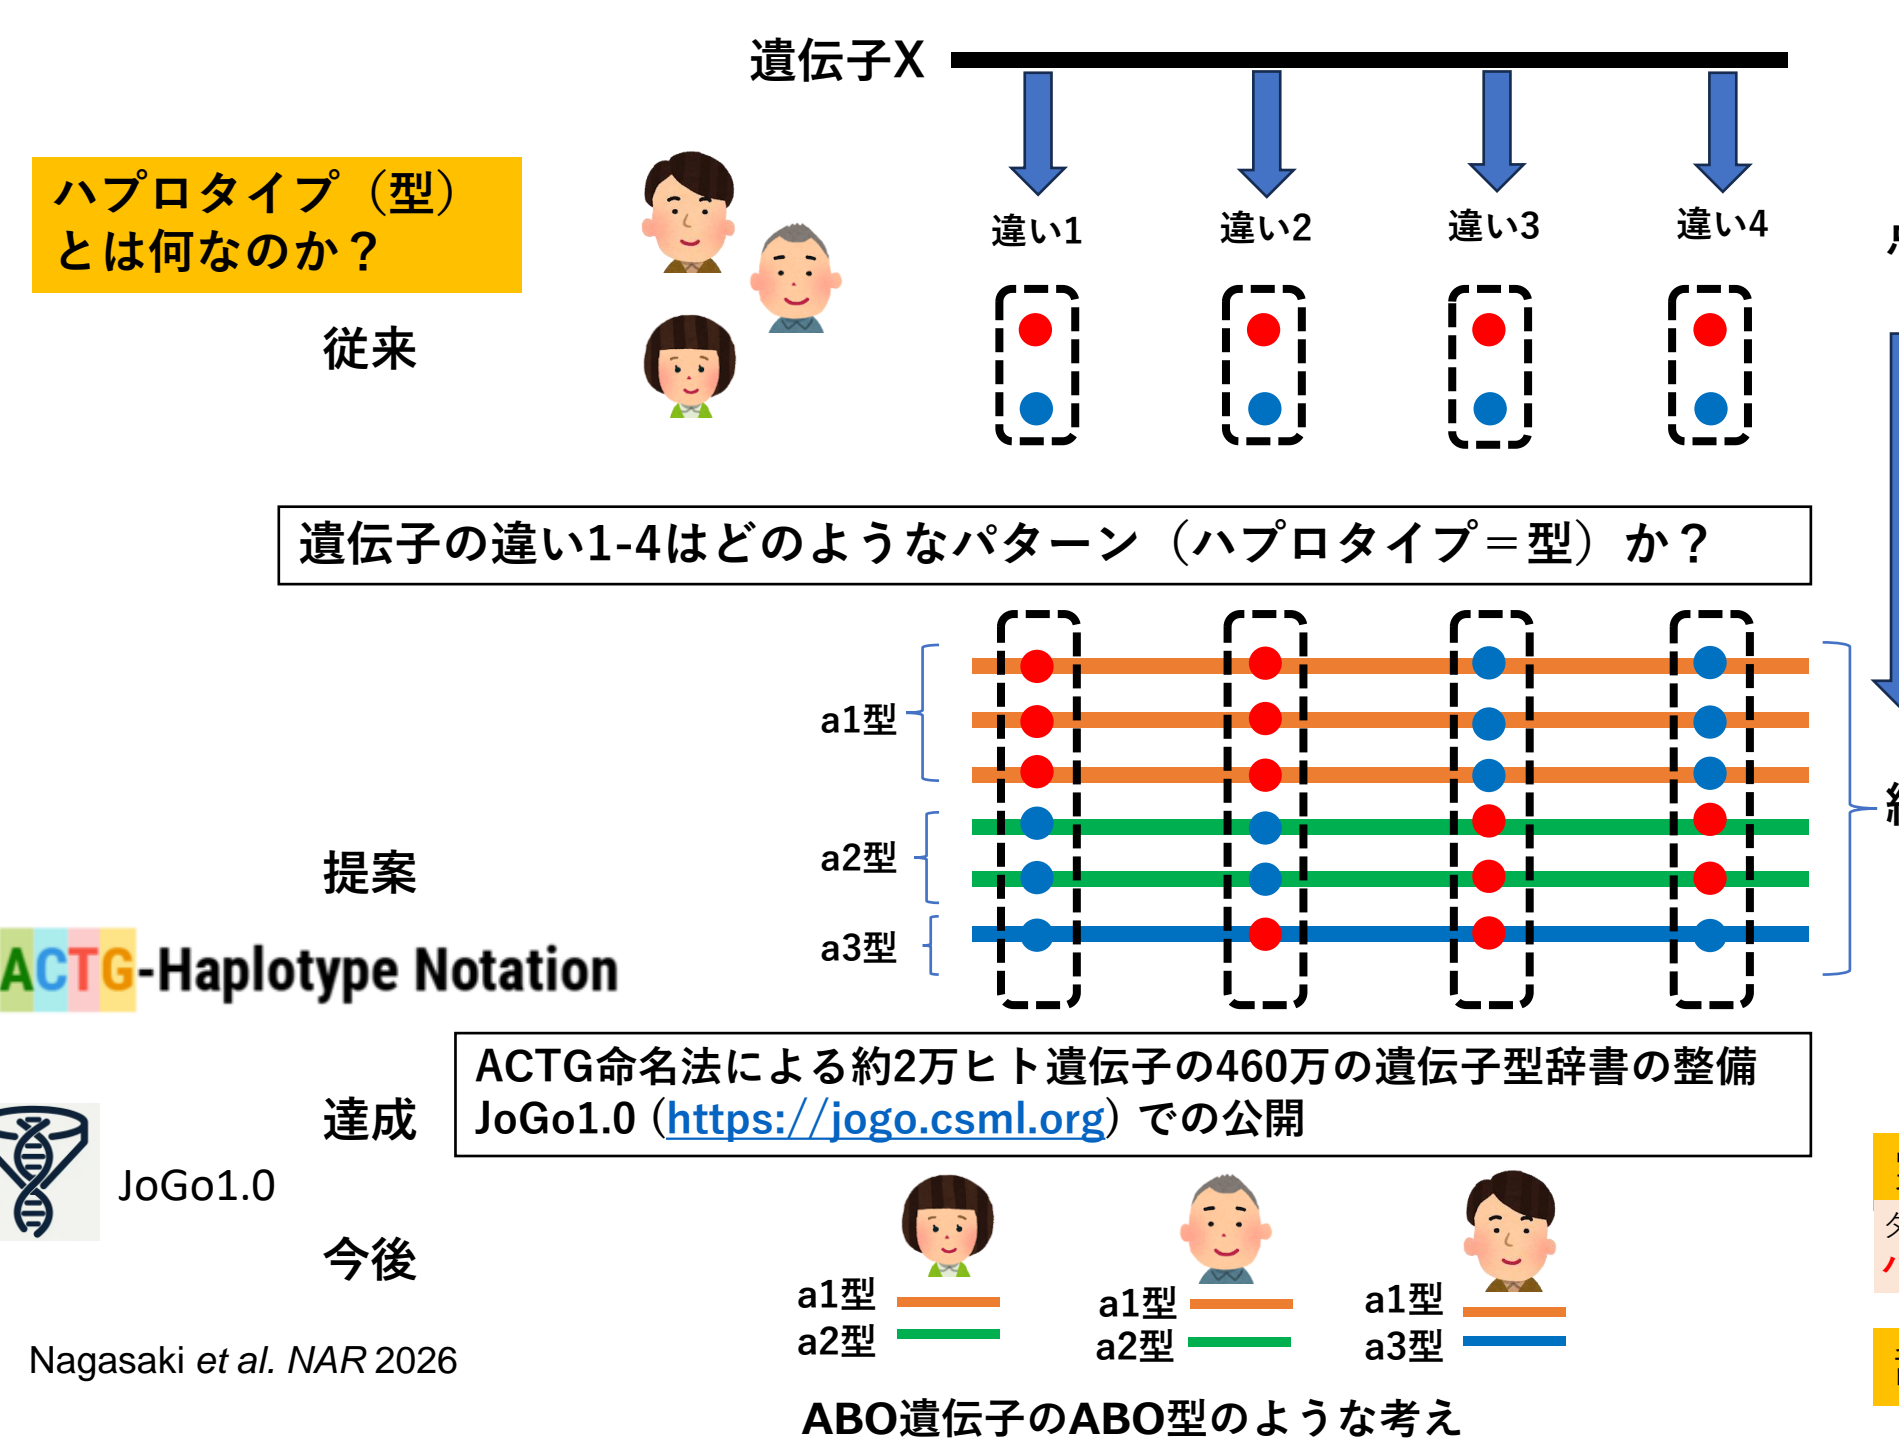 遺伝子X
ハプロタイプ（型）
とは何なのか？
違い1
違い2
違い3
違い4
従来
遺伝子の違い1-4はどのようなパターン（ハプロタイプ＝型）か？
a1型
a2型
a3型
提案
ACTG-Haplotype Notation
ACTG命名法による約2万ヒト遺伝子の460万の遺伝子型辞書の整備
JoGo1.0 (https://jogo.csml.org) での公開
達成
JoGo1.0
今後
a1型
a2型
a1型
a2型
a1型
a3型
Nagasaki et al. NAR 2026
ABO遺伝子のABO型のような考え